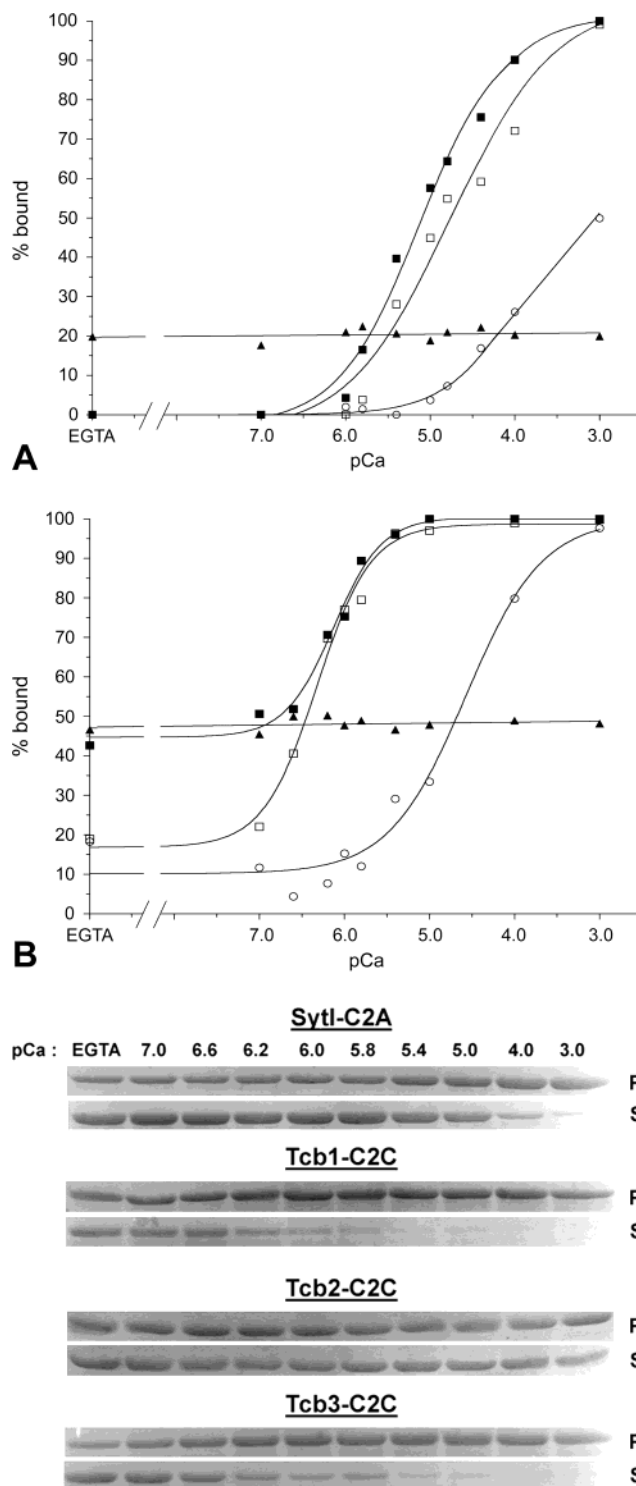 100
90
80
70
60
50
40
30
20
10
0
% bound
EGTA 7.0 6.0 5.0 4.0 3.0
pCa
A
100
90
80
70
60
50
40
30
20
10
0
% bound
EGTA 7.0 6.0 5.0 4.0 3.0
pCa
B
SytI-C2A
pCa : EGTA 7.0 6.6 6.2 6.0 5.8 5.4 5.0 4.0 3.0
Tcb1-C2C
Tcb2-C2C
Tcb3-C2C